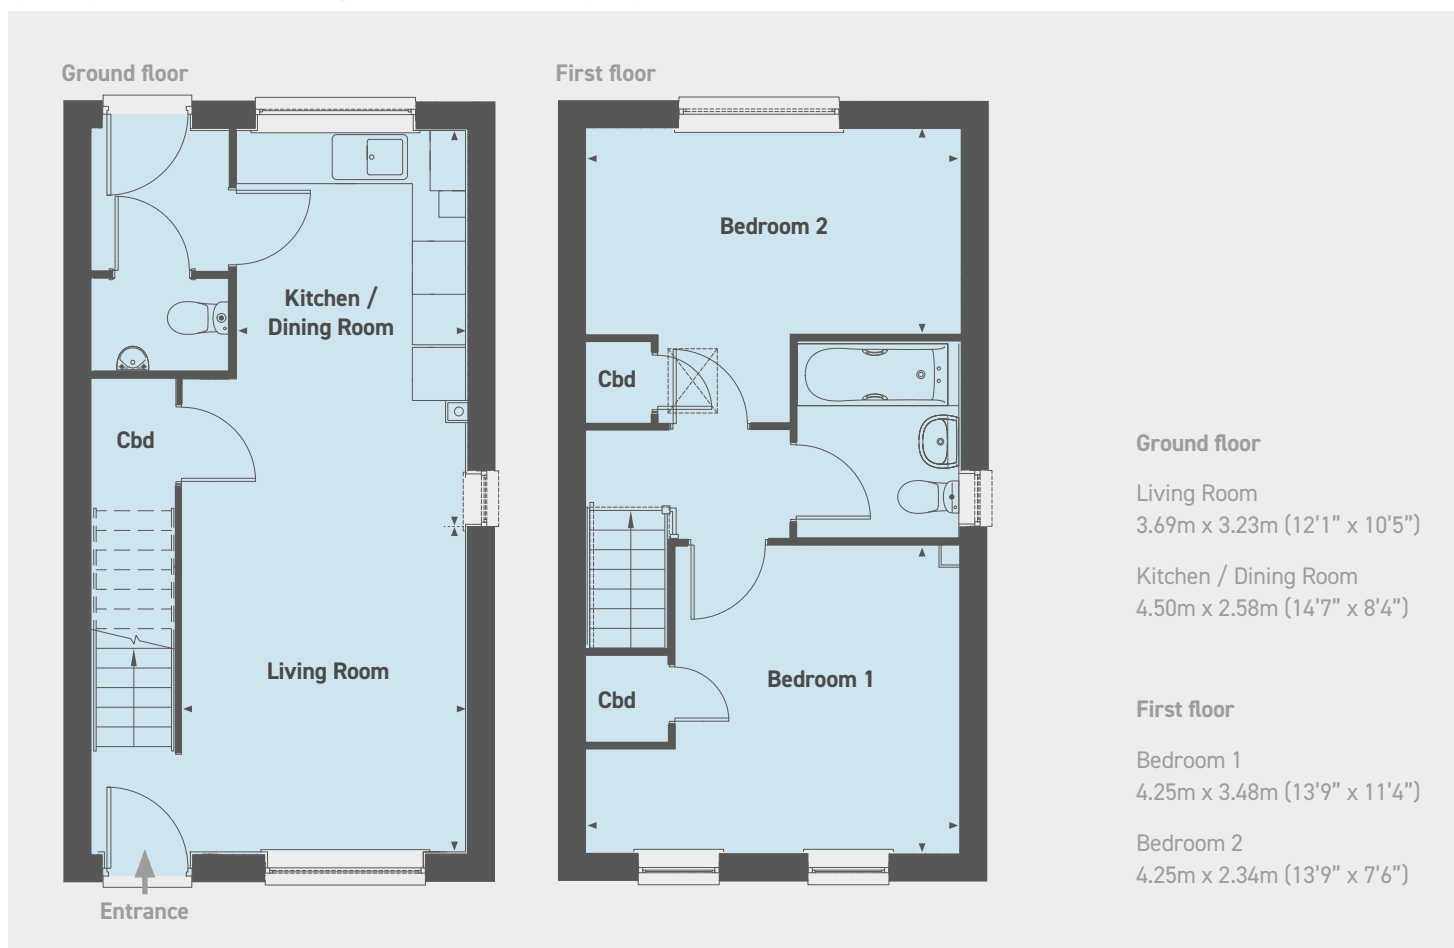 Ground floor
First floor
Bedroom 2
Kitchen /
Dining Room
Cbd
Cbd
Living Room
Bedroom 1
Cbd
Entrance
Ground floor
Living Room
3.69m x 3.23m (12'1” x 10'5”)
Kitchen / Dining Room
4.50m x 2.58m (14'7” x 8'4”)
First floor
Bedroom 1
4.25m x 3.48m (13'9” x 11'4”)
Bedroom 2
4.25m x 2.34m (13'9” x 7'6”)